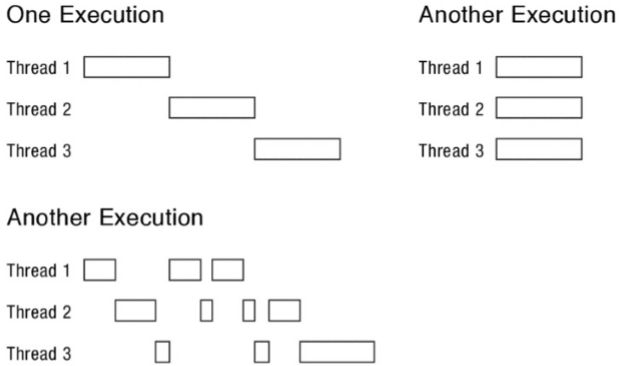 One Execution
Thread 1
Thread 2
Thread 3
Another Execution
Thread 1
Thread 2
Thread 3
Another Execution
Thread 1
Thread 2
Thread 3